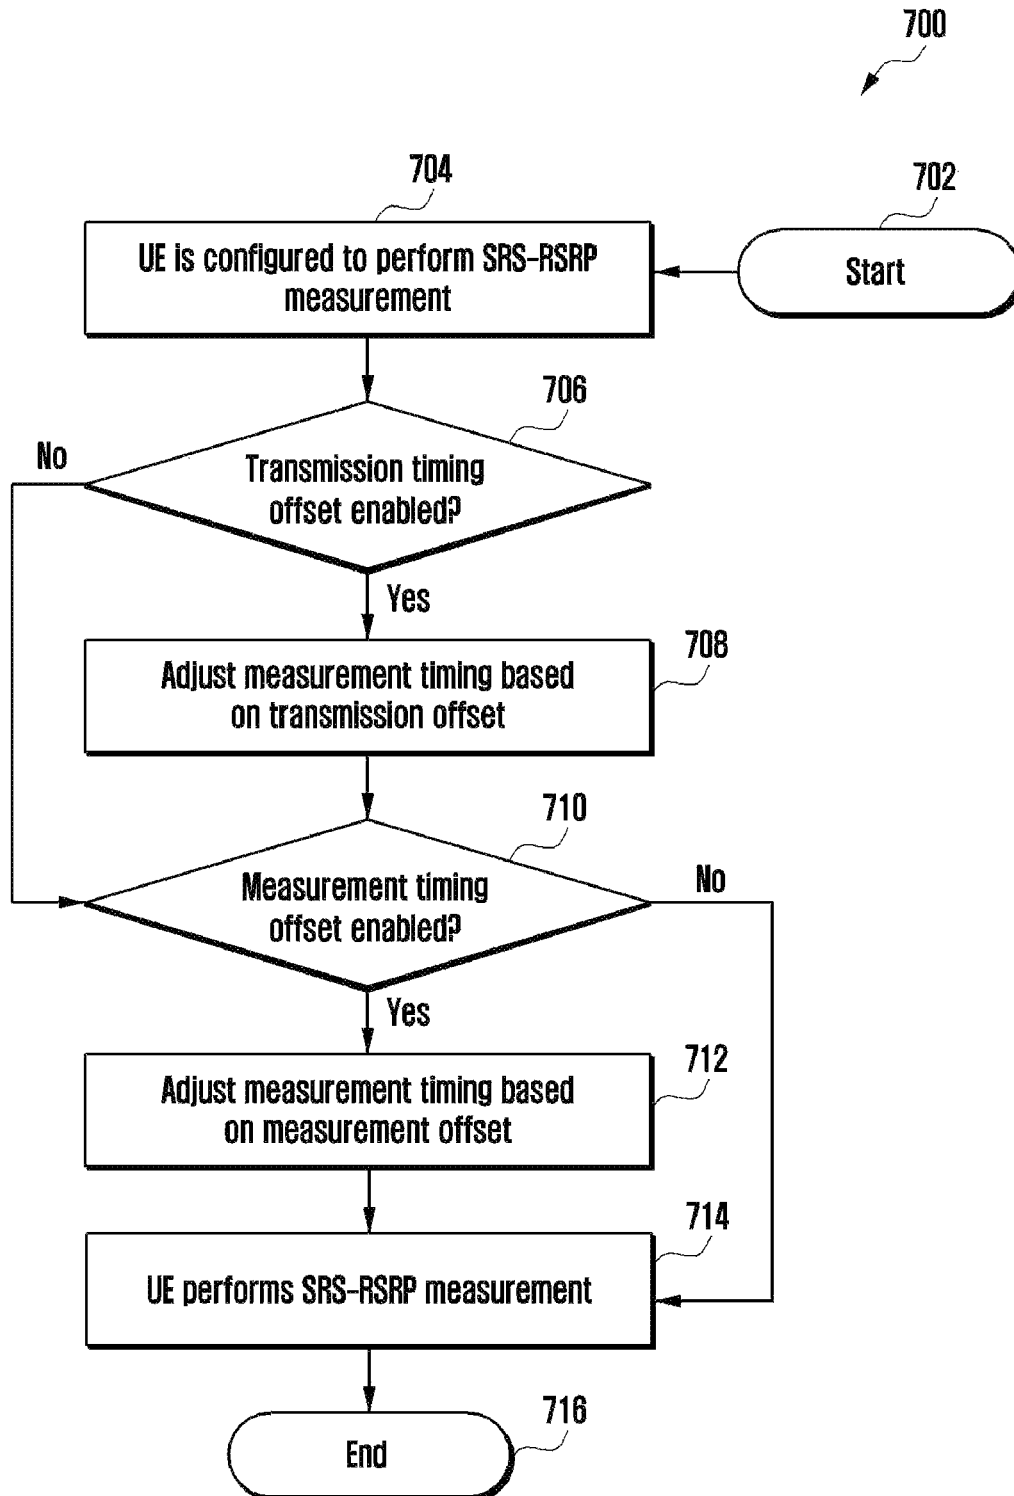 700
702
Start
704
UE is configured to perform SRS-RSRP
measurement
706
Transmission timing
offset enabled?
No
Yes
708
Adjust measurement timing based
on transmission offset
710
Measurement timing
offset enabled?
No
Yes
712
Adjust measurement timing based
on measurement offset
714
UE performs SRS-RSRP measurement
716
End